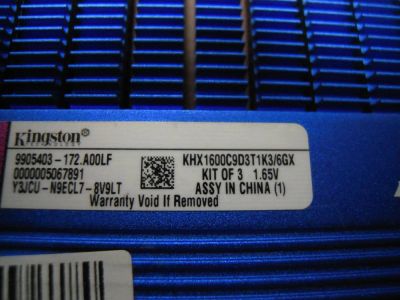 Kingston
TECHNOLOGY
9905403-172.A00LF
0000005067891
Y3JCU-N9ECL7-8V9LT
KHX1600C9D3T1K3/6GX
KIT OF 3 1.65V
ASSY IN CHINA (1)
Warranty Void If Removed